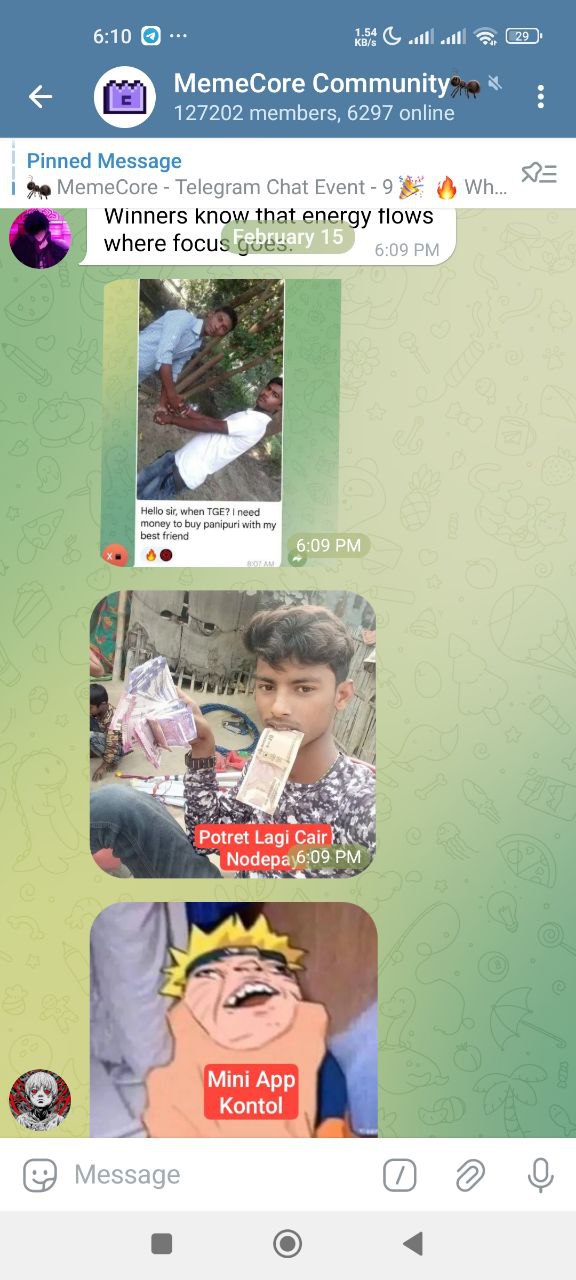 6:10
1.54
KB/s
29
MemeCore Community
127202 members, 6297 online
Pinned Message
MemeCore - Telegram Chat Event - 9 Wh...
Winners know that energy flows
where focus goes.
6:09 PM
February 15
Hello sir, when TGE? I need
money to buy panipuri with my
best friend
8:07 AM
6:09 PM
Potret Lagi Cair
Nodepay
6:09 PM
Mini App
Kontol
Message